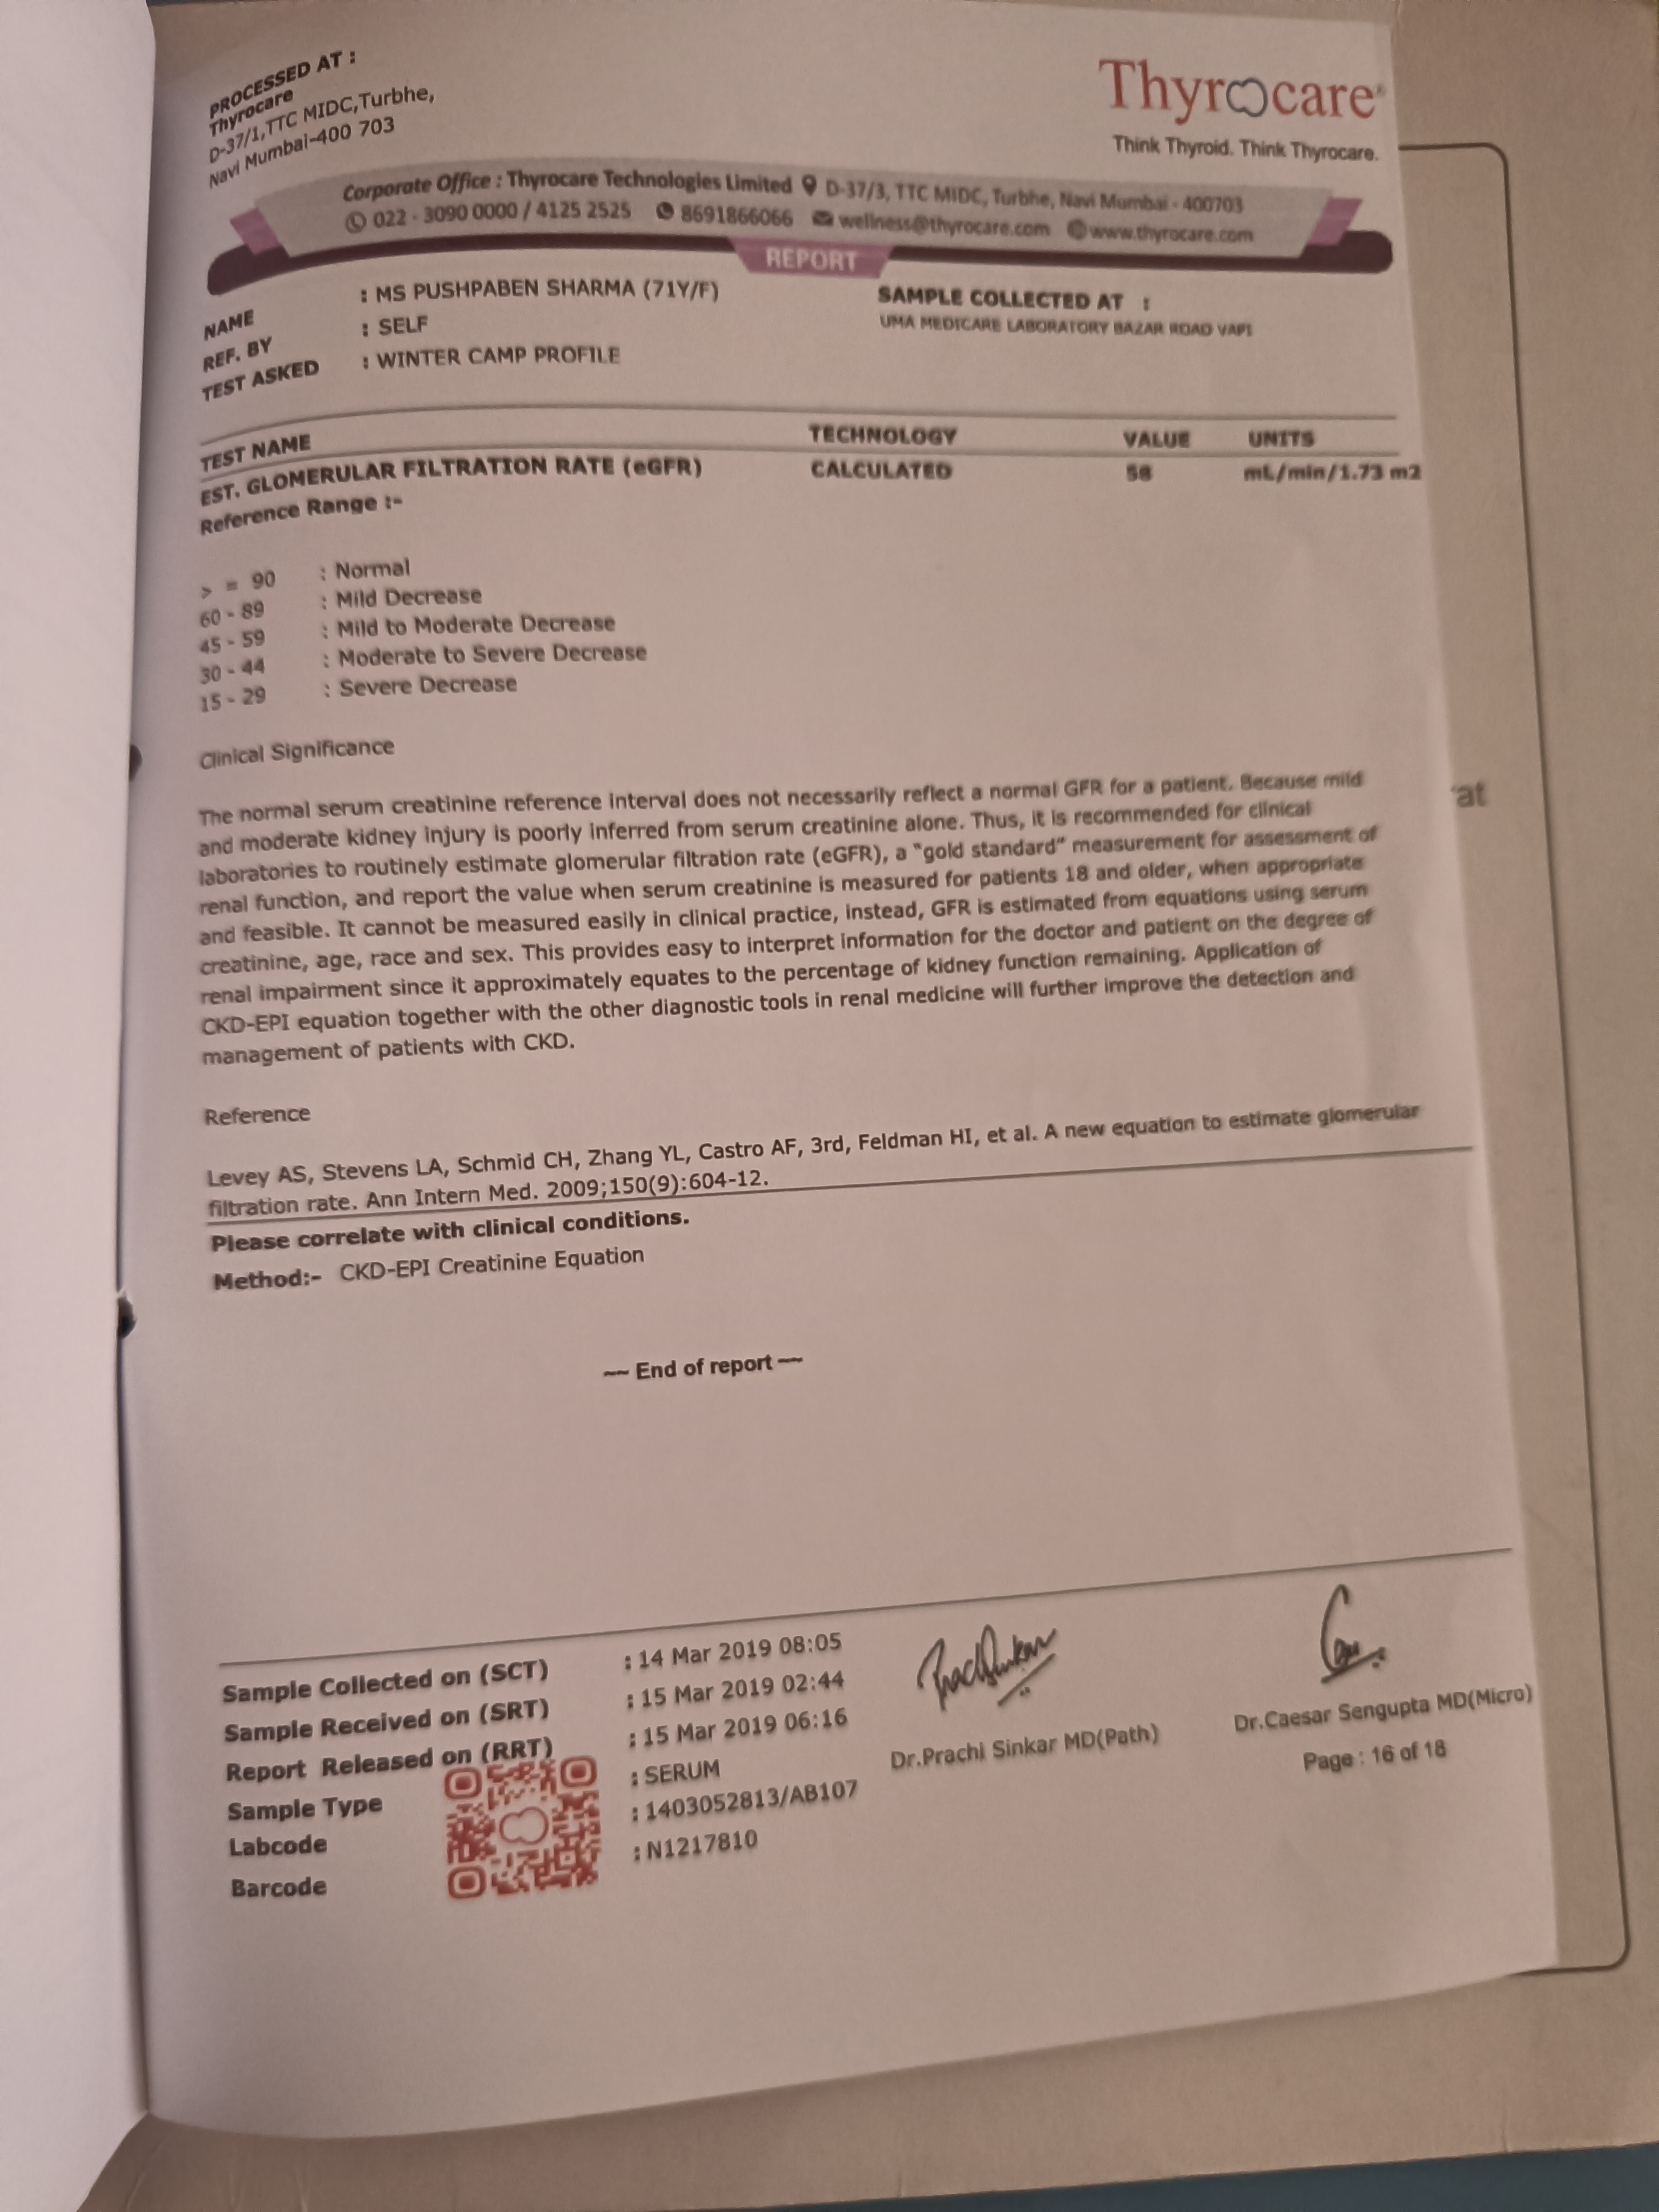 PROCESSED AT :
Thyrocare
D-37/1,TTC MIDC,Turbhe,
Navi Mumbai-400 703
Thyrocare®
Think Thyroid. Think Thyrocare.
Corporate Office : Thyrocare Technologies Limited D-37/3, TTC MIDC, Turbhe, Navi Mumbai - 400703
022 - 3090 0000 / 4125 2525 8691866066 wellness@thyrocare.com www.thyrocare.com
REPORT
NAME : MS PUSHPABEN SHARMA (71Y/F)
REF. BY : SELF
TEST ASKED : WINTER CAMP PROFILE
SAMPLE COLLECTED AT :
UMA MEDICARE LABORATORY BAZAR ROAD VAPI
TEST NAME TECHNOLOGY VALUE UNITS
EST. GLOMERULAR FILTRATION RATE (eGFR) CALCULATED 58 mL/min/1.73 m2
Reference Range :-
> = 90 : Normal
60 - 89 : Mild Decrease
45 - 59 : Mild to Moderate Decrease
30 - 44 : Moderate to Severe Decrease
15 - 29 : Severe Decrease
Clinical Significance
The normal serum creatinine reference interval does not necessarily reflect a normal GFR for a patient. Because mild
and moderate kidney injury is poorly inferred from serum creatinine alone. Thus, it is recommended for clinical
laboratories to routinely estimate glomerular filtration rate (eGFR), a "gold standard" measurement for assessment of
renal function, and report the value when serum creatinine is measured for patients 18 and older, when appropriate
and feasible. It cannot be measured easily in clinical practice, instead, GFR is estimated from equations using serum
creatinine, age, race and sex. This provides easy to interpret information for the doctor and patient on the degree of
renal impairment since it approximately equates to the percentage of kidney function remaining. Application of
CKD-EPI equation together with the other diagnostic tools in renal medicine will further improve the detection and
management of patients with CKD.
rat
Reference
Levey AS, Stevens LA, Schmid CH, Zhang YL, Castro AF, 3rd, Feldman HI, et al. A new equation to estimate glomerular
filtration rate. Ann Intern Med. 2009;150(9):604-12.
Please correlate with clinical conditions.
Method:- CKD-EPI Creatinine Equation
~~ End of report ~~
Sample Collected on (SCT) : 14 Mar 2019 08:05
Sample Received on (SRT) : 15 Mar 2019 02:44
Report Released on (RRT) : 15 Mar 2019 06:16
Sample Type : SERUM
Labcode : 1403052813/AB107
Barcode : N1217810
Dr.Prachi Sinkar MD(Path)
Dr.Caesar Sengupta MD(Micro)
Page : 16 of 18